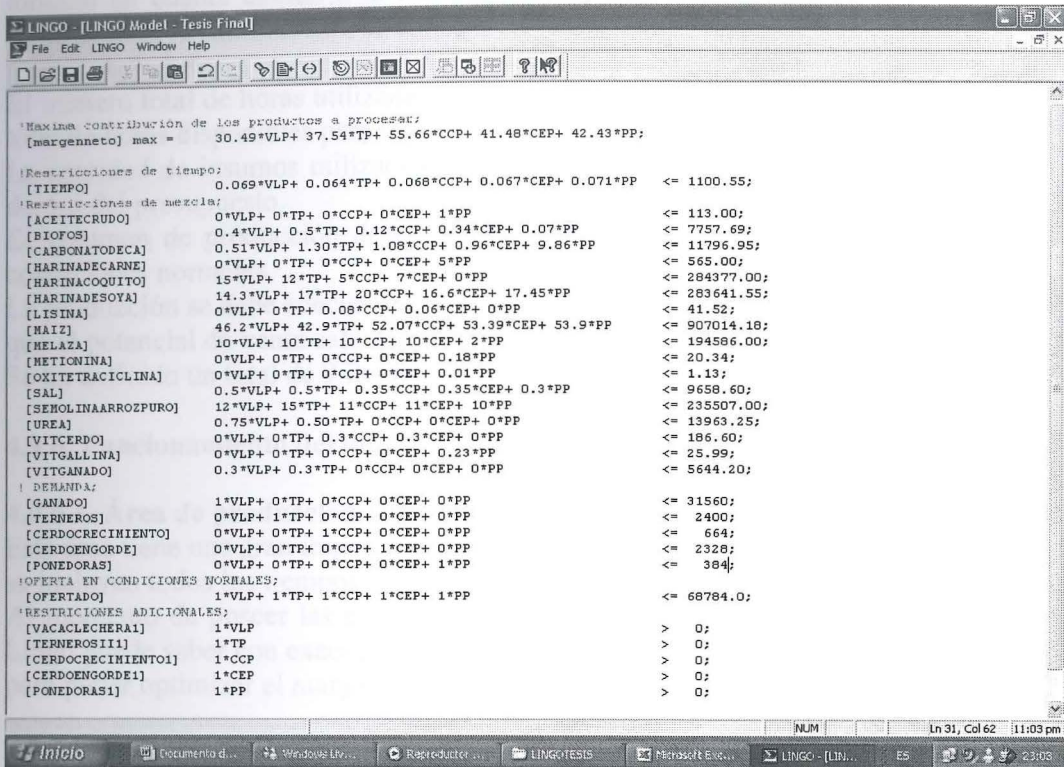 LINGO - [LINGO Model - Tesis Final]
File Edit LINGO Window Help
!Maxima contribución de los productos a procesar;
[margenneto] max = 30.49*VLP+ 37.54*TP+ 55.66*CCP+ 41.48*CEP+ 42.43*PP;
!Restricciones de tiempo;
[TIEMPO] 0.069*VLP+ 0.064*TP+ 0.068*CCP+ 0.067*CEP+ 0.071*PP <= 1100.55;
!Restricciones de mezcla;
[ACEITECRUDO] 0*VLP+ 0*TP+ 0*CCP+ 0*CEP+ 1*PP <= 113.00;
[BIOFOS] 0.4*VLP+ 0.5*TP+ 0.12*CCP+ 0.34*CEP+ 0.07*PP <= 7757.69;
[CARBONATODECA] 0.51*VLP+ 1.30*TP+ 1.08*CCP+ 0.96*CEP+ 9.86*PP <= 11796.95;
[HARINADECARNE] 0*VLP+ 0*TP+ 0*CCP+ 0*CEP+ 5*PP <= 565.00;
[HARINACOQUITO] 15*VLP+ 12*TP+ 5*CCP+ 7*CEP+ 0*PP <= 284377.00;
[HARINADESOYA] 14.3*VLP+ 17*TP+ 20*CCP+ 16.6*CEP+ 17.45*PP <= 283641.55;
[LISINA] 0*VLP+ 0*TP+ 0.08*CCP+ 0.06*CEP+ 0*PP <= 41.52;
[MAIZ] 46.2*VLP+ 42.9*TP+ 52.07*CCP+ 53.39*CEP+ 53.9*PP <= 907014.18;
[MELAZA] 10*VLP+ 10*TP+ 10*CCP+ 10*CEP+ 2*PP <= 194586.00;
[METIONINA] 0*VLP+ 0*TP+ 0*CCP+ 0*CEP+ 0.18*PP <= 20.34;
[OXITETRACICLINA] 0*VLP+ 0*TP+ 0*CCP+ 0*CEP+ 0.01*PP <= 1.13;
[SAL] 0.5*VLP+ 0.5*TP+ 0.35*CCP+ 0.35*CEP+ 0.3*PP <= 9658.60;
[SEMOLINAARROZPURO] 12*VLP+ 15*TP+ 11*CCP+ 11*CEP+ 10*PP <= 235507.00;
[UREA] 0.75*VLP+ 0.50*TP+ 0*CCP+ 0*CEP+ 0*PP <= 13963.25;
[VITCERDO] 0*VLP+ 0*TP+ 0.3*CCP+ 0.3*CEP+ 0*PP <= 186.60;
[VITGALLINA] 0*VLP+ 0*TP+ 0*CCP+ 0*CEP+ 0.23*PP <= 25.99;
[VITGANADO] 0.3*VLP+ 0.3*TP+ 0*CCP+ 0*CEP+ 0*PP <= 5644.20;
! DEMANDA;
[GANADO] 1*VLP+ 0*TP+ 0*CCP+ 0*CEP+ 0*PP <= 31560;
[TERNEROS] 0*VLP+ 1*TP+ 0*CCP+ 0*CEP+ 0*PP <= 2400;
[CERDOCRECIMIENTO] 0*VLP+ 0*TP+ 1*CCP+ 0*CEP+ 0*PP <= 664;
[CERDOENGORDE] 0*VLP+ 0*TP+ 0*CCP+ 1*CEP+ 0*PP <= 2328;
[PONEDORAS] 0*VLP+ 0*TP+ 0*CCP+ 0*CEP+ 1*PP <= 384;
!OFERTA EN CONDICIONES NORMALES;
[OFERTADO] 1*VLP+ 1*TP+ 1*CCP+ 1*CEP+ 1*PP <= 68784.0;
!RESTRICIONES ADICIONALES;
[VACALECHERA1] 1*VLP > 0;
[TERNEROSII1] 1*TP > 0;
[CERDOCRECIMIENTO1] 1*CCP > 0;
[CERDOENGORDE1] 1*CEP > 0;
[PONEDORAS1] 1*PP > 0;
NUM Ln 31, Col 62 11:03 pm
Inicio Documento d... Windows Liv... Reproductor ... LINGOTESIS Microsoft Exc... LINGO - [LIN... ES 23:03